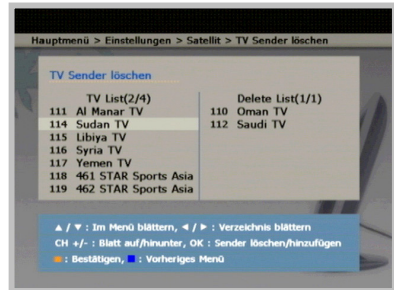 Hauptmenü > Einstellungen > Satellit > TV Sender löschen
TV Sender löschen
TV List(2/4)
111 Al Manar TV
114 Sudan TV
115 Libiya TV
116 Syria TV
117 Yemen TV
118 461 STAR Sports Asia
119 462 STAR Sports Asia
Delete List(1/1)
110 Oman TV
112 Saudi TV
▲ / ▼ : Im Menü blättern, ◄ / ► : Verzeichnis blättern
CH +/- : Blatt auf/hinunter, OK : Sender löschen/hinzufügen
■ : Bestätigen, ■ : Vorheriges Menü